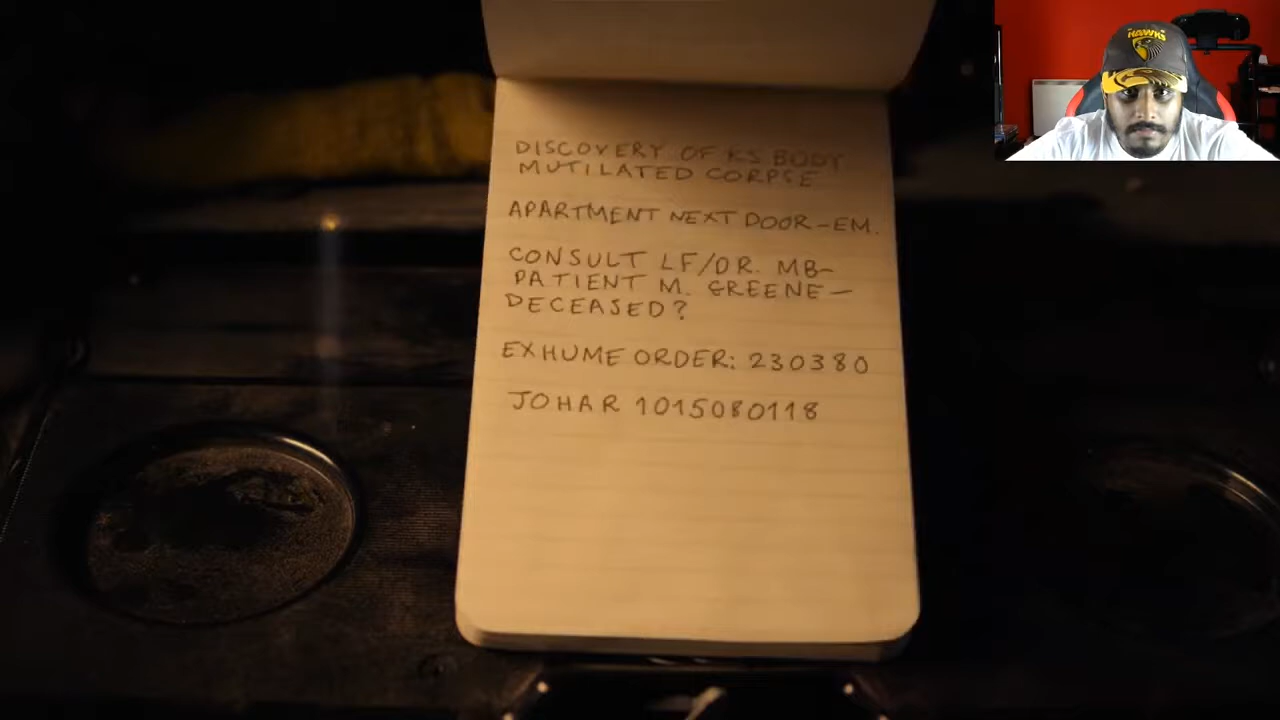 HAWKS
DISCOVERY OF KS BODY
MUTILATED CORPSE
APARTMENT NEXT DOOR-EM.
CONSULT LF/DR. MB-
PATIENT M. GREENE-
DECEASED?
EXHUME ORDER: 230380
JOHAR 1015080118